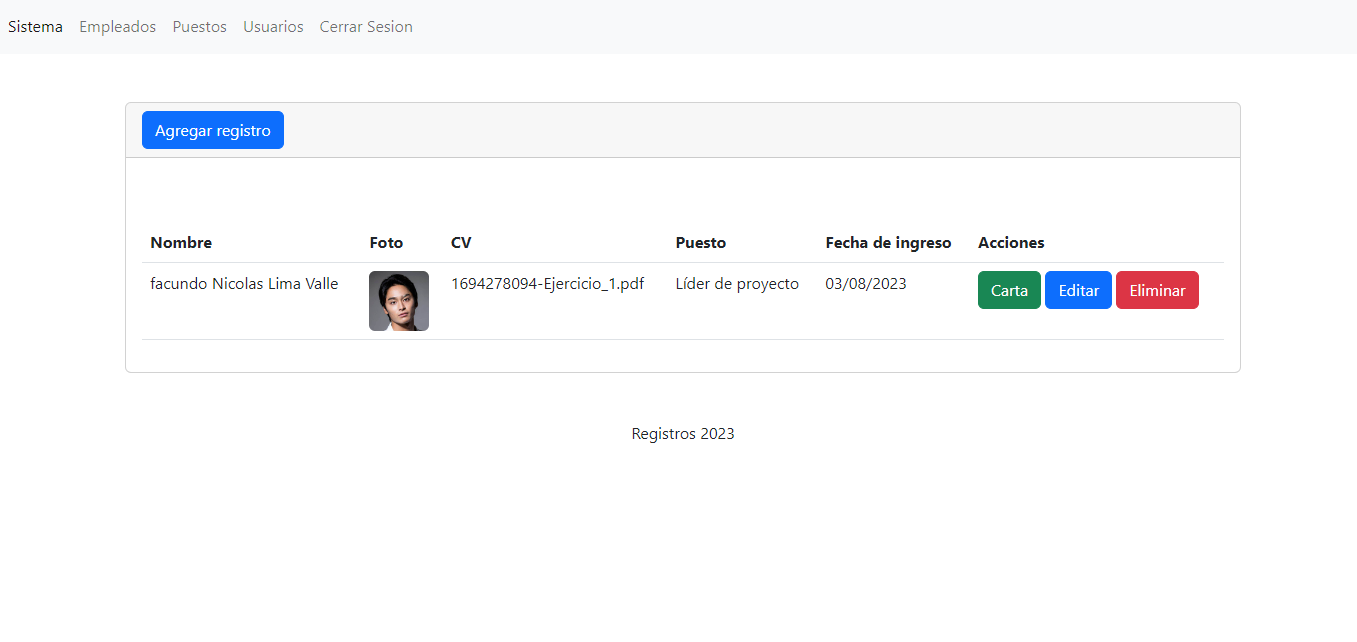 Sistema Empleados Puestos Usuarios Cerrar Sesion
Agregar registro
Nombre Foto CV Puesto Fecha de ingreso Acciones
facundo Nicolas Lima Valle 1694278094-Ejercicio_1.pdf Líder de proyecto 03/08/2023 Carta Editar Eliminar
Registros 2023